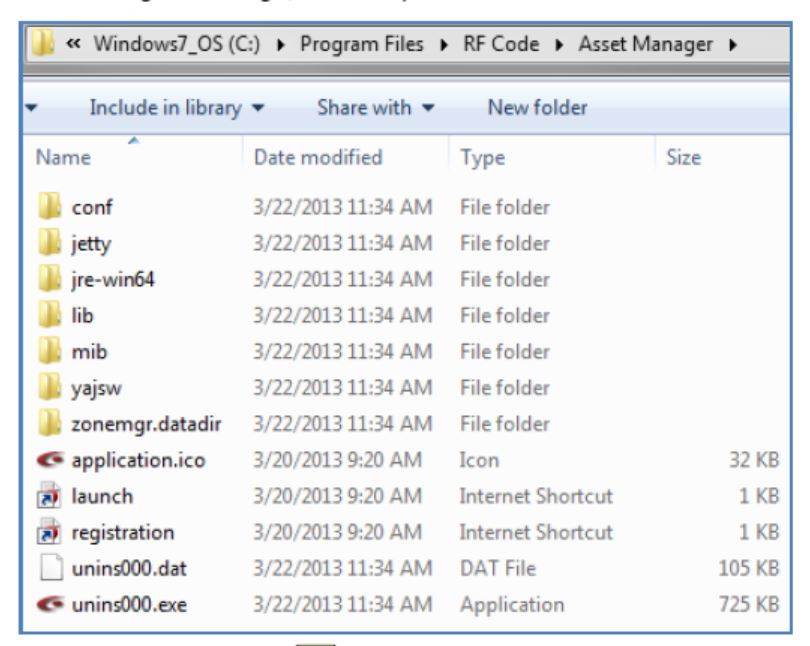 « Windows7_OS (C:) ▸ Program Files ▸ RF Code ▸ Asset Manager ▸
Include in library ▾ Share with ▾ New folder
Name Date modified Type Size
conf 3/22/2013 11:34 AM File folder
jetty 3/22/2013 11:34 AM File folder
jre-win64 3/22/2013 11:34 AM File folder
lib 3/22/2013 11:34 AM File folder
mib 3/22/2013 11:34 AM File folder
yajsw 3/22/2013 11:34 AM File folder
zonemgr.datadir 3/22/2013 11:34 AM File folder
application.ico 3/20/2013 9:20 AM Icon 32 KB
launch 3/20/2013 9:20 AM Internet Shortcut 1 KB
registration 3/20/2013 9:20 AM Internet Shortcut 1 KB
unins000.dat 3/22/2013 11:34 AM DAT File 105 KB
unins000.exe 3/22/2013 11:34 AM Application 725 KB